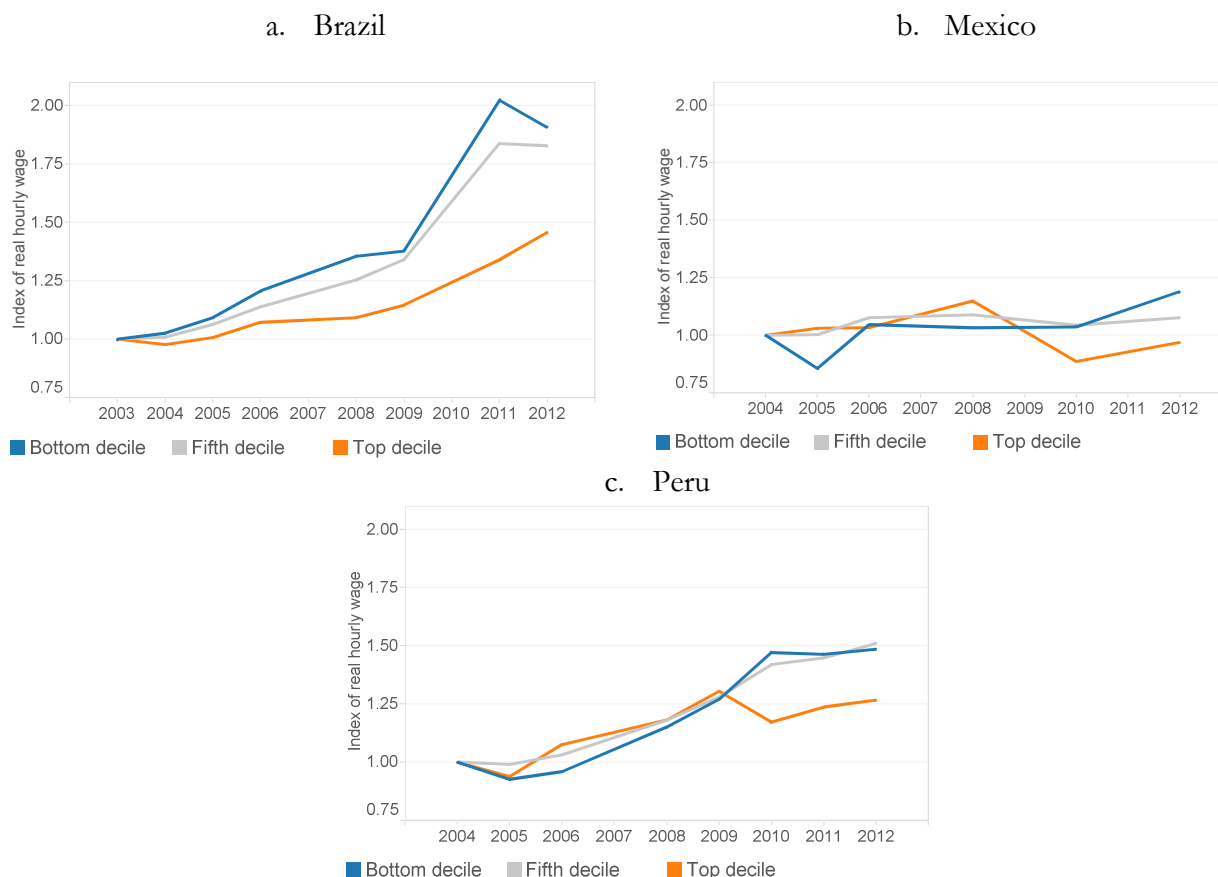 a. Brazil
Index of real hourly wage
2.00
1.75
1.50
1.25
1.00
0.75
2003 2004 2005 2006 2007 2008 2009 2010 2011 2012
Bottom decile Fifth decile Top decile
b. Mexico
Index of real hourly wage
2.00
1.75
1.50
1.25
1.00
0.75
2004 2005 2006 2007 2008 2009 2010 2011 2012
Bottom decile Fifth decile Top decile
c. Peru
Index of real hourly wage
2.00
1.75
1.50
1.25
1.00
0.75
2004 2005 2006 2007 2008 2009 2010 2011 2012
Bottom decile Fifth decile Top decile